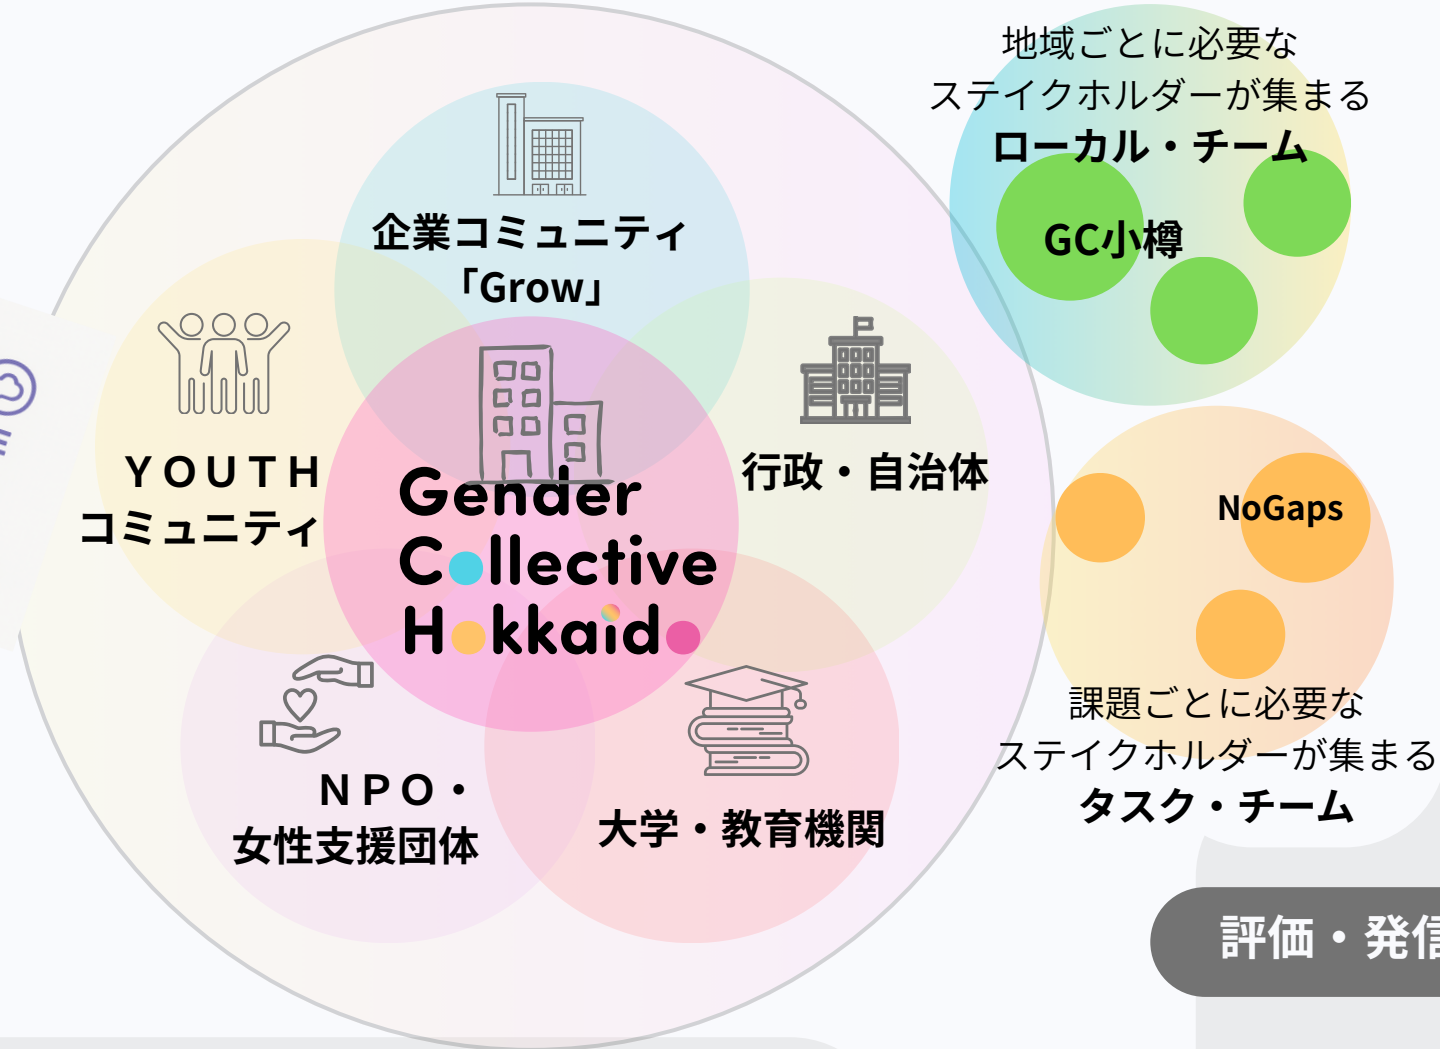 地域ごとに必要な
ステイクホルダーが集まる
ローカル・チーム
GC小樽
企業コミュニティ
「Grow」
YOUTH
コミュニティ
行政・自治体
Gender
Collective
Hokkaido
NoGaps
課題ごとに必要な
ステイクホルダーが集まる
タスク・チーム
NPO・
女性支援団体
大学・教育機関
評価・発信